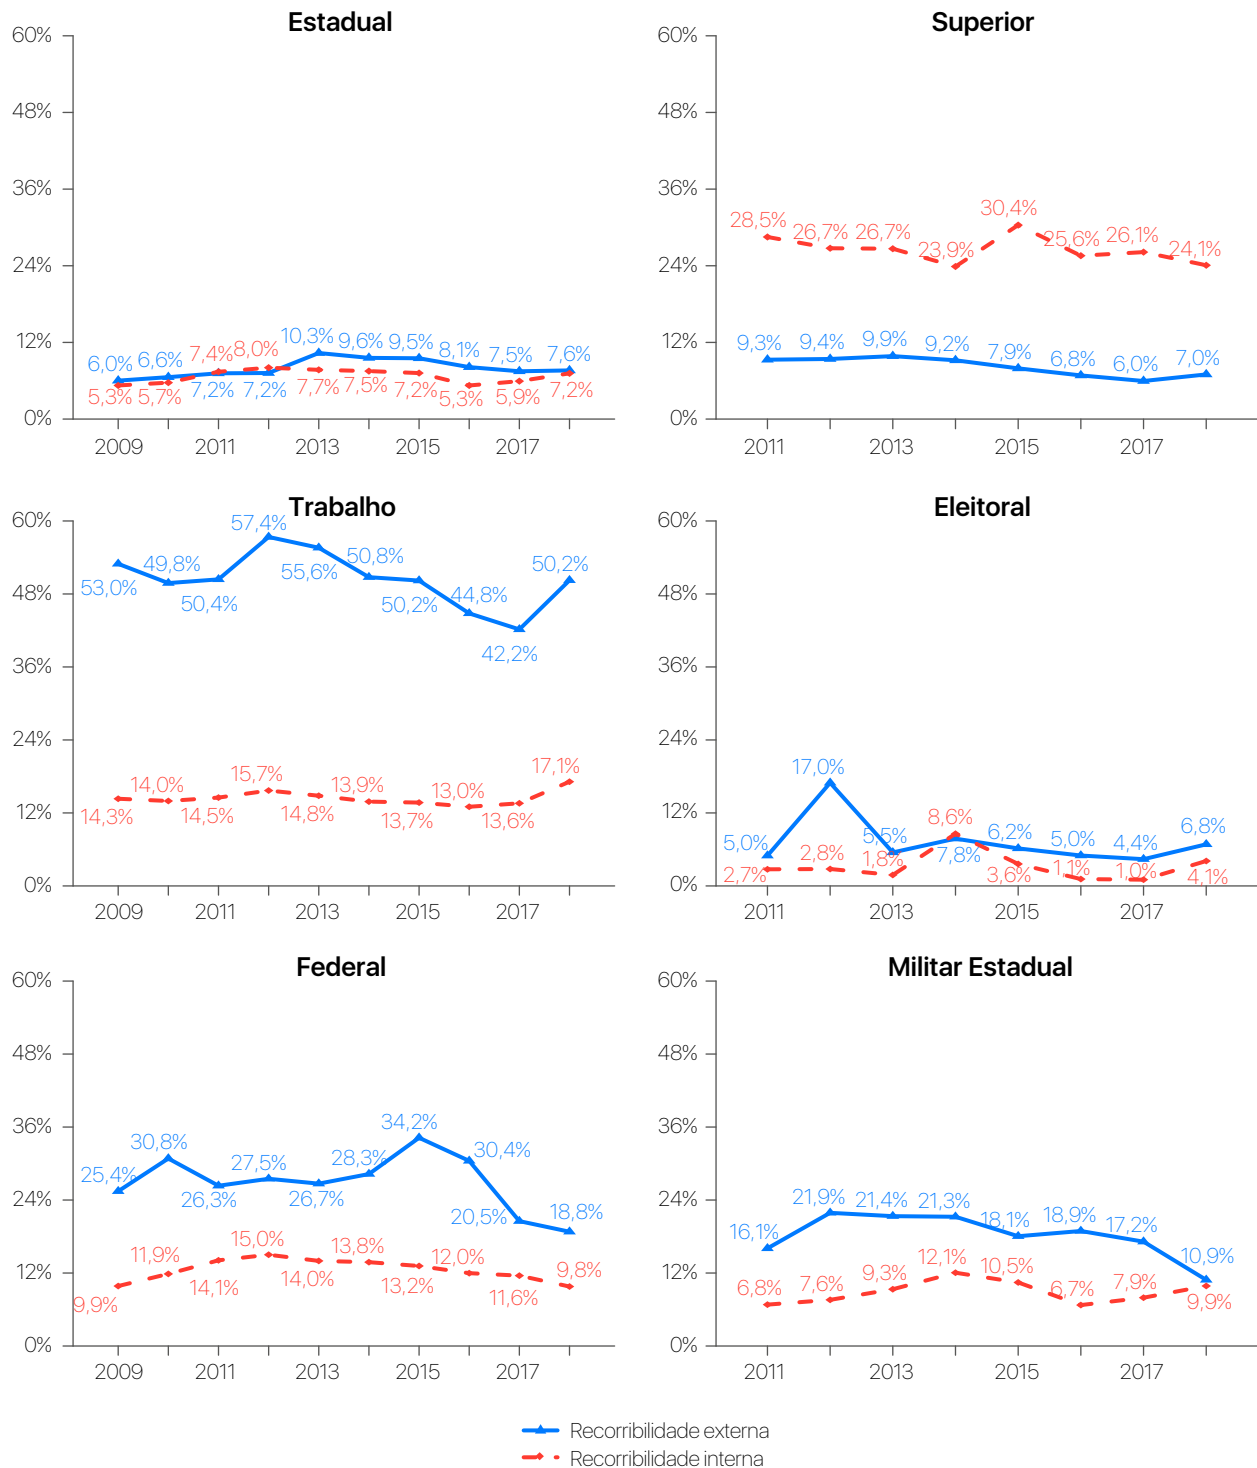 Estadual
60%
48%
36%
24%
12%
0%
6,0% 6,6% 7,4% 8,0% 10,3% 9,6% 9,5% 8,1% 7,5% 7,6%
5,3% 5,7% 7,2% 7,2% 7,7% 7,5% 7,2% 5,3% 5,9% 7,2%
2009 2011 2013 2015 2017
Superior
60%
48%
36%
24%
12%
0%
28,5% 26,7% 26,7% 23,9% 30,4% 25,6% 26,1% 24,1%
9,3% 9,4% 9,9% 9,2% 7,9% 6,8% 6,0% 7,0%
2011 2013 2015 2017
Trabalho
60%
48%
36%
24%
12%
0%
53,0% 49,8% 50,4% 57,4% 55,6% 50,8% 50,2% 44,8% 42,2% 50,2%
14,3% 14,0% 14,5% 15,7% 14,8% 13,9% 13,7% 13,0% 13,6% 17,1%
2009 2011 2013 2015 2017
Eleitoral
60%
48%
36%
24%
12%
0%
5,0% 17,0% 5,5% 8,6% 6,2% 5,0% 4,4% 6,8%
2,7% 2,8% 1,8% 7,8% 3,6% 1,1% 1,0% 4,1%
2011 2013 2015 2017
Federal
60%
48%
36%
24%
12%
0%
25,4% 30,8% 26,3% 27,5% 26,7% 28,3% 34,2% 30,4% 20,5% 18,8%
9,9% 11,9% 14,1% 15,0% 14,0% 13,8% 13,2% 12,0% 11,6% 9,8%
2009 2011 2013 2015 2017
Militar Estadual
60%
48%
36%
24%
12%
0%
16,1% 21,9% 21,4% 21,3% 18,1% 18,9% 17,2% 10,9%
6,8% 7,6% 9,3% 12,1% 10,5% 6,7% 7,9% 9,9%
2011 2013 2015 2017
Recorribilidade externa
Recorribilidade interna